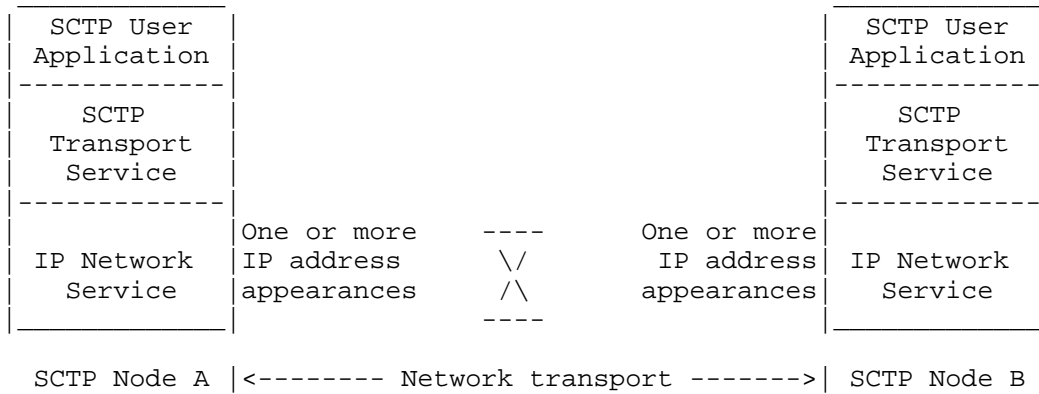 SCTP User SCTP User
Application Application
SCTP SCTP
Transport Transport
Service Service
One or more ---- One or more
IP Network IP address \/ IP address IP Network
Service appearances /\ appearances Service
----
SCTP Node A |<-------- Network transport ------->| SCTP Node B